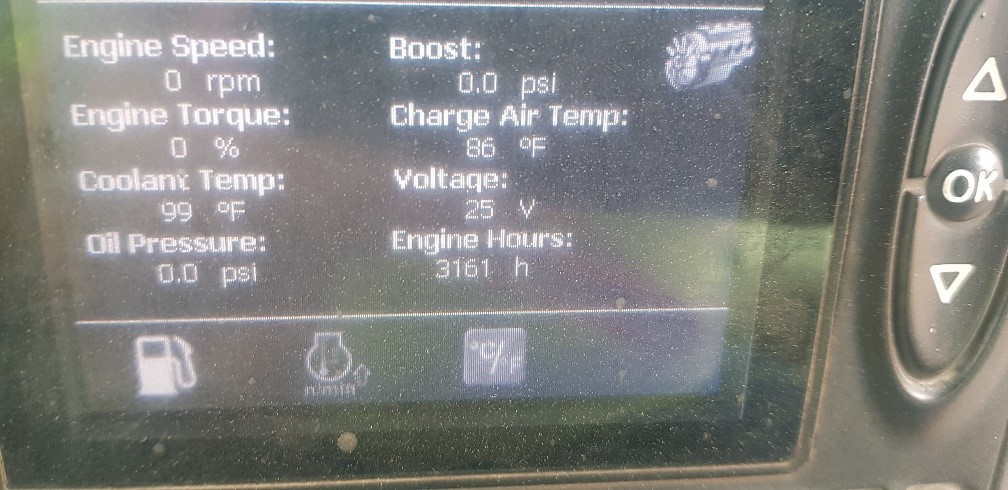 Engine Speed:
0 rpm
Engine Torque:
0 %
Coolant Temp:
99 °F
Oil Pressure:
0.0 psi
Boost:
0.0 psi
Charge Air Temp:
86 °F
Voltage:
25 V
Engine Hours:
3161 h
n/min
°C/°F
OK